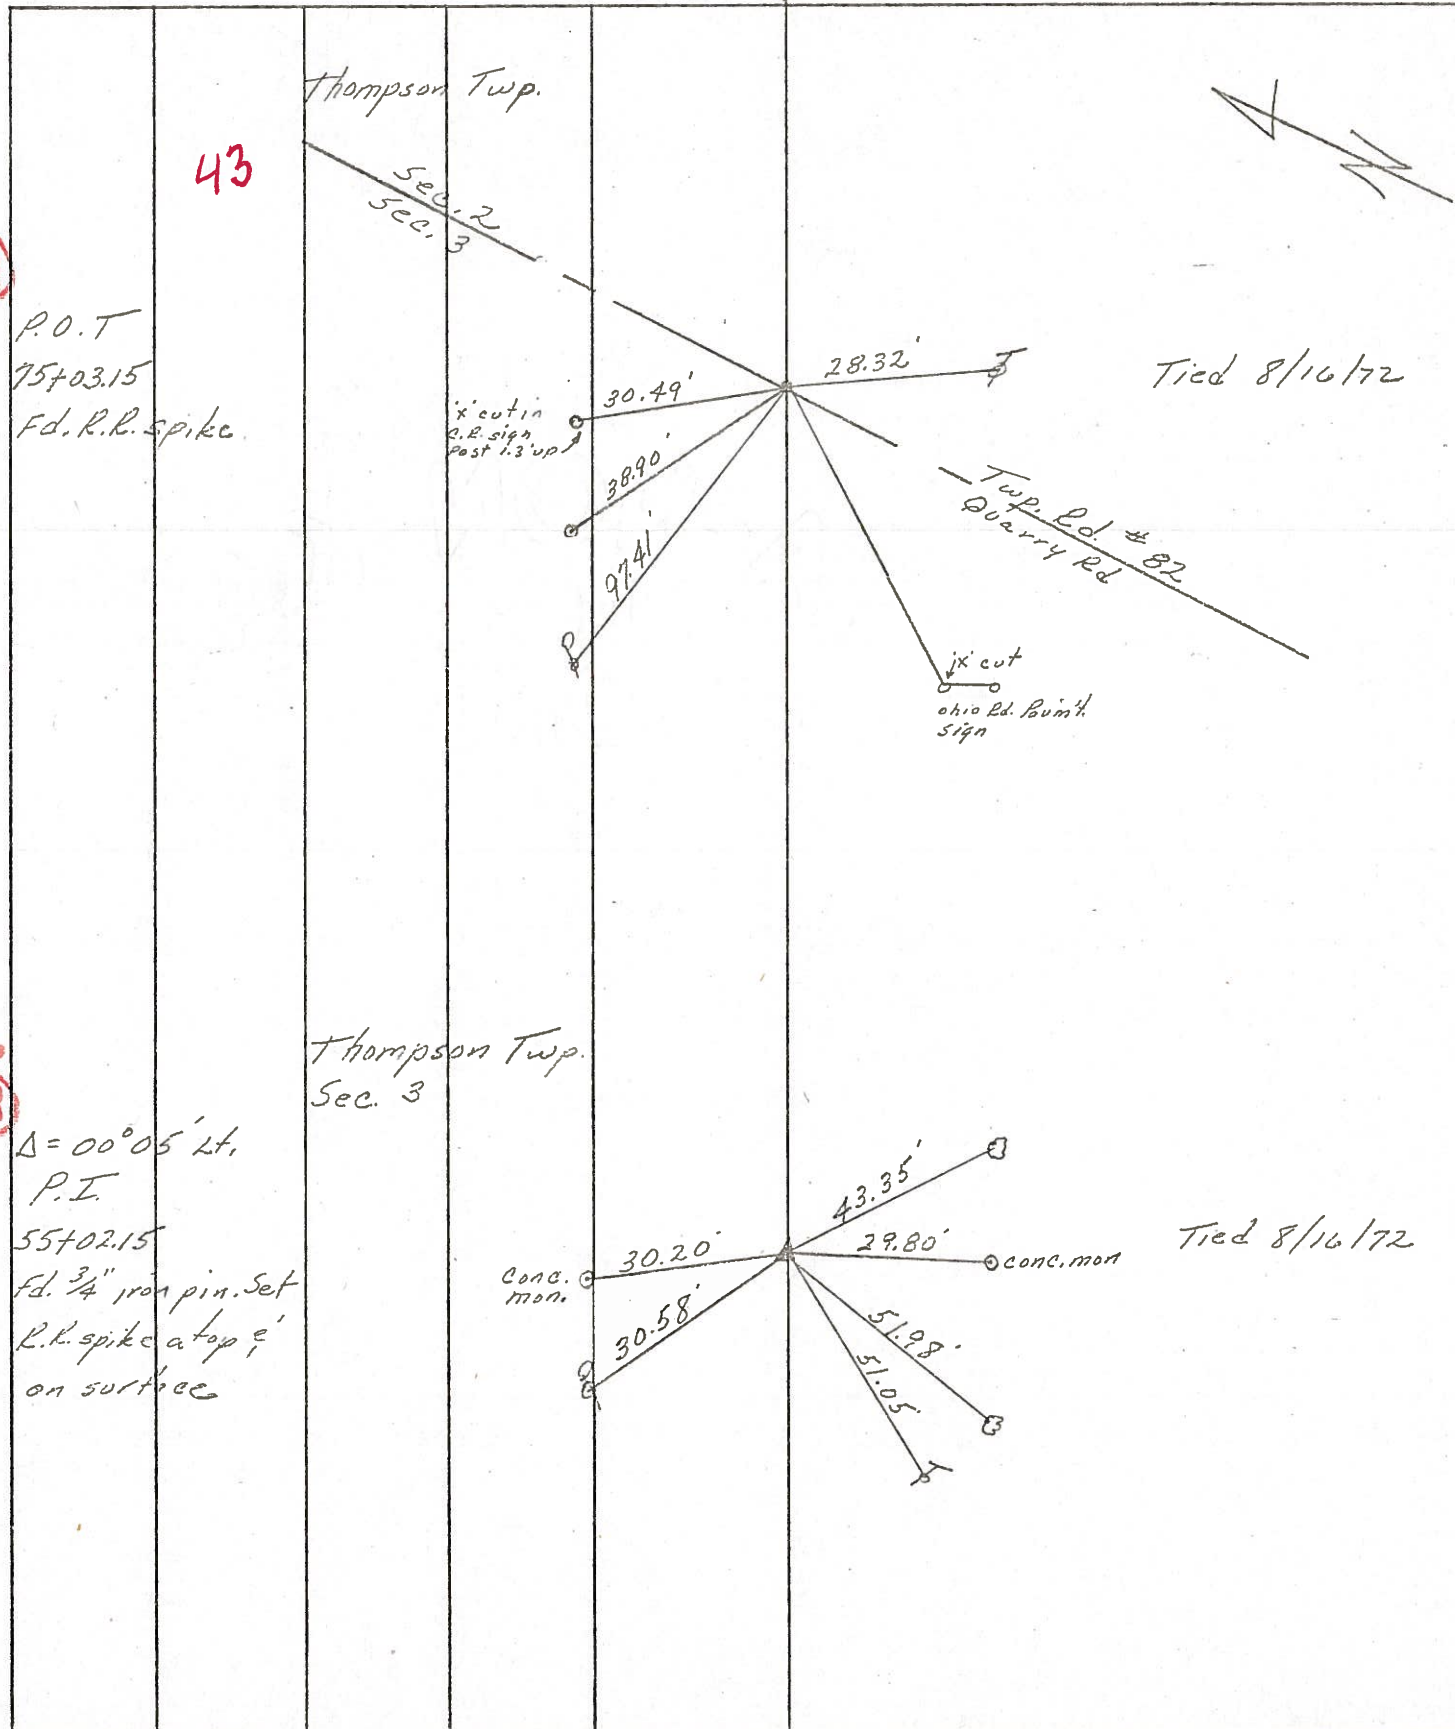 Thompson Twp.
43
Sec. 2
Sec. 3
N
P.O.T
75+03.15
Fd. R.R. spike
28.32'
Tied 8/16/72
30.49'
'x' cut in
C.R. sign
Post 1.3' up
38.90'
97.41'
Twp. Rd. # 82
Quarry Rd
'x' cut
Ohio Rd. Pavm't.
sign
Thompson Twp.
Sec. 3
Δ = 00°05' Lt.
P.I.
55+02.15
Fd. 3/4" iron pin. Set
R.R. spike atop &
on surface
43.35'
30.20'
29.80'
Conc.
mon.
conc. mon
Tied 8/16/72
30.58'
51.98'
51.05'